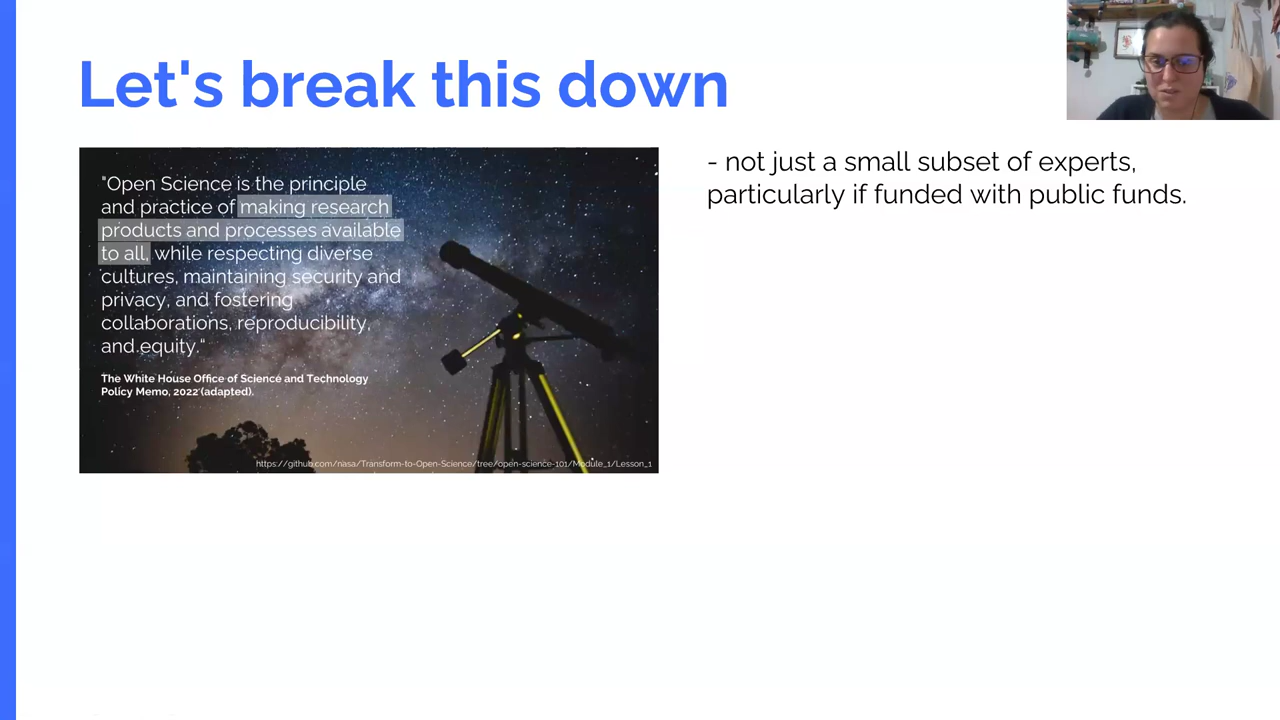 Let's break this down
"Open Science is the principle
and practice of making research
products and processes available
to all, while respecting diverse
cultures, maintaining security and
privacy, and fostering
collaborations, reproducibility,
and equity."
The White House Office of Science and Technology
Policy Memo, 2022 (adapted).
https://github.com/nasa/Transform-to-Open-Science/tree/open-science-101/Module_1/Lesson_1
- not just a small subset of experts,
particularly if funded with public funds.